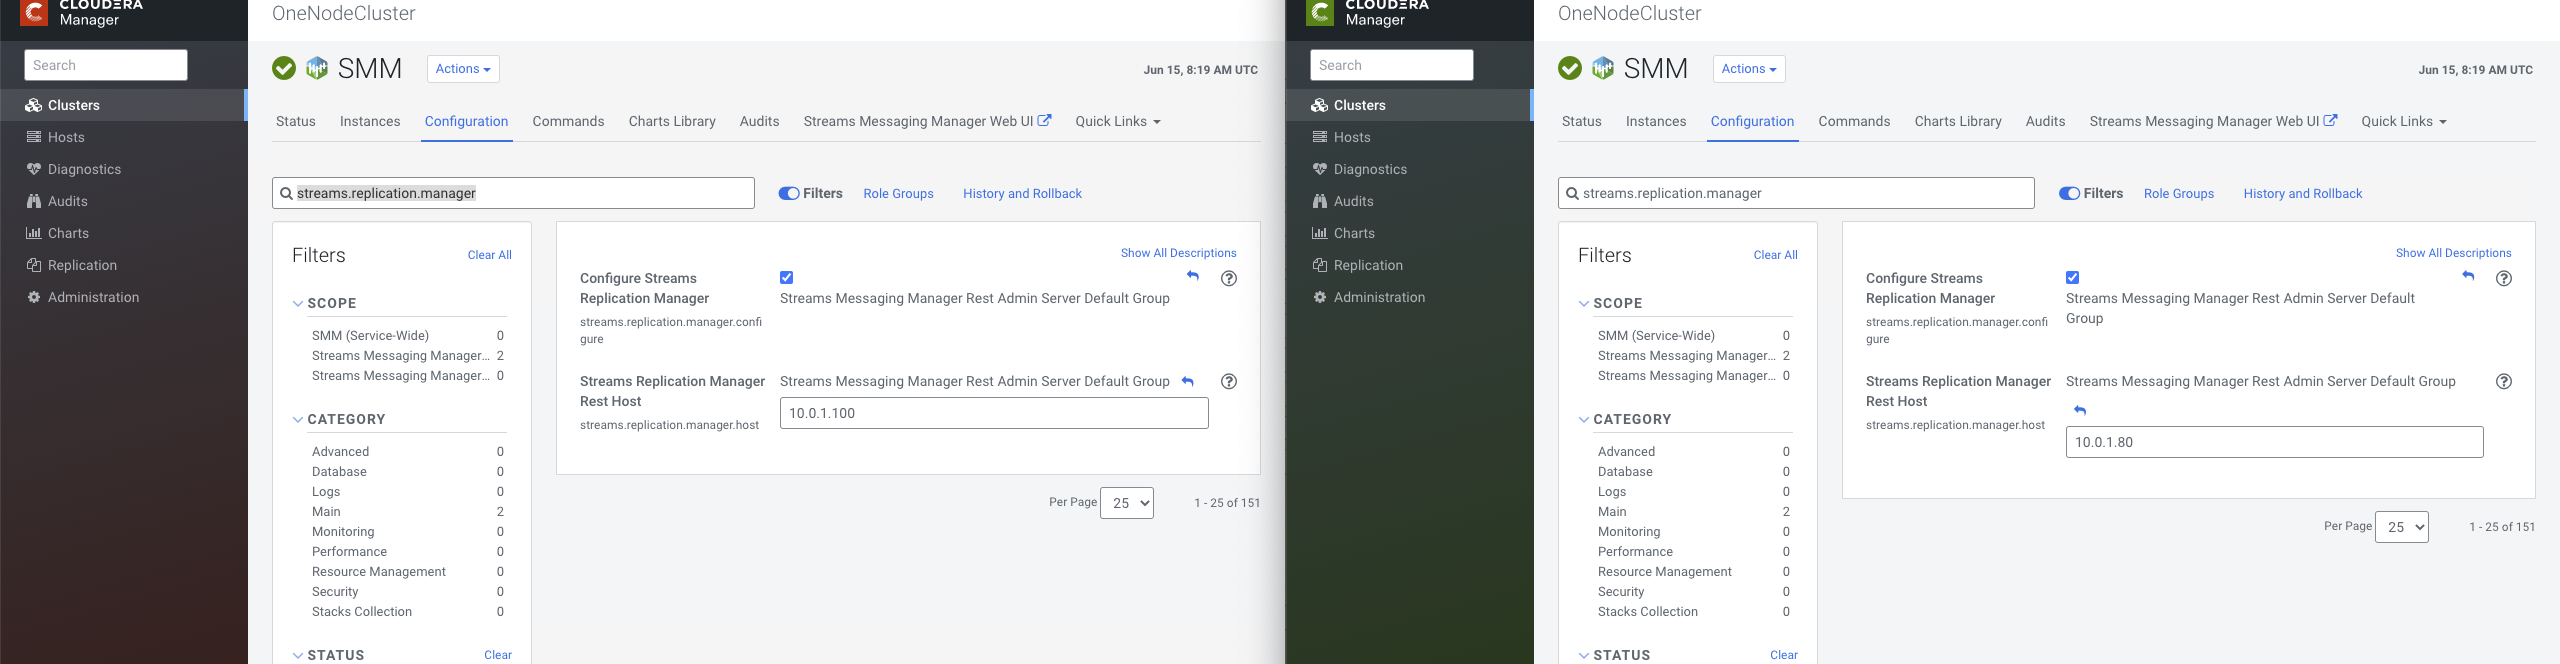 CLOUDERA
Manager
Search
Clusters
Hosts
Diagnostics
Audits
Charts
Replication
Administration
OneNodeCluster
SMM
Actions
Jun 15, 8:19 AM UTC
Status Instances Configuration Commands Charts Library Audits Streams Messaging Manager Web UI Quick Links
streams.replication.manager
Filters Role Groups History and Rollback
Filters Clear All
SCOPE
SMM (Service-Wide) 0
Streams Messaging Manager... 2
Streams Messaging Manager... 0
CATEGORY
Advanced 0
Database 0
Logs 0
Main 2
Monitoring 0
Performance 0
Resource Management 0
Security 0
Stacks Collection 0
STATUS Clear
Show All Descriptions
Configure Streams
Replication Manager
streams.replication.manager.confi
gure
Streams Messaging Manager Rest Admin Server Default Group
Streams Replication Manager
Rest Host
streams.replication.manager.host
Streams Messaging Manager Rest Admin Server Default Group
10.0.1.100
Per Page 25 1 - 25 of 151
CLOUDERA
Manager
Search
Clusters
Hosts
Diagnostics
Audits
Charts
Replication
Administration
OneNodeCluster
SMM
Actions
Jun 15, 8:19 AM UTC
Status Instances Configuration Commands Charts Library Audits Streams Messaging Manager Web UI Quick Links
streams.replication.manager
Filters Role Groups History and Rollback
Filters Clear All
SCOPE
SMM (Service-Wide) 0
Streams Messaging Manager... 2
Streams Messaging Manager... 0
CATEGORY
Advanced 0
Database 0
Logs 0
Main 2
Monitoring 0
Performance 0
Resource Management 0
Security 0
Stacks Collection 0
STATUS Clear
Show All Descriptions
Configure Streams
Replication Manager
streams.replication.manager.confi
gure
Streams Messaging Manager Rest Admin Server Default
Group
Streams Replication Manager
Rest Host
streams.replication.manager.host
Streams Messaging Manager Rest Admin Server Default Group
10.0.1.80
Per Page 25 1 - 25 of 151